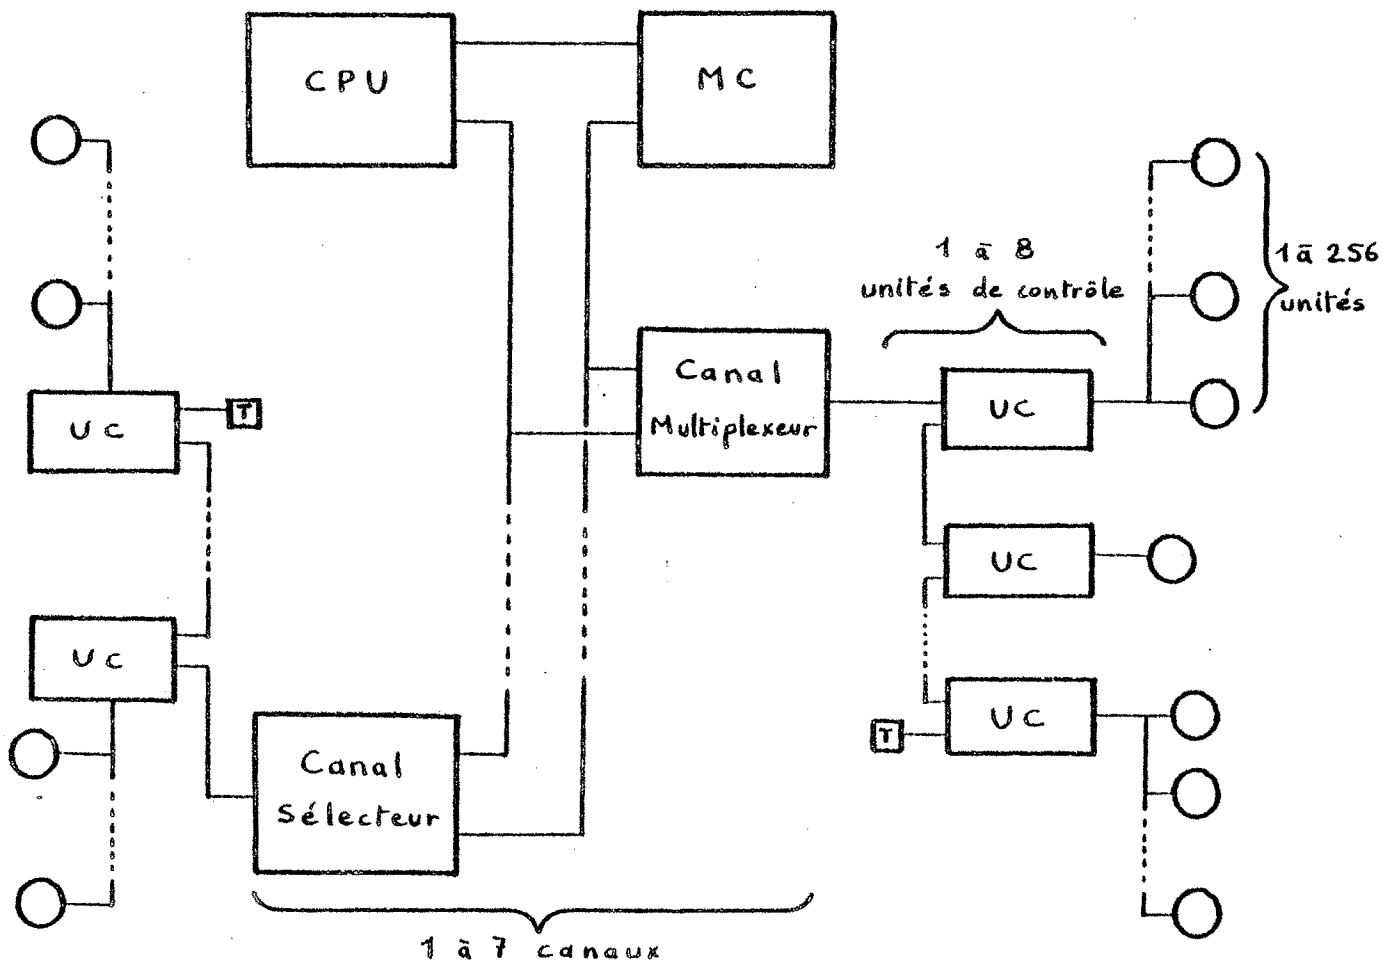 CPU
MC
1 à 8
unités de contrôle
1 à 256
unités
Canal
Multiplexeur
UC
UC
T
UC
UC
UC
T
Canal
Sélecteur
1 à 7 canaux